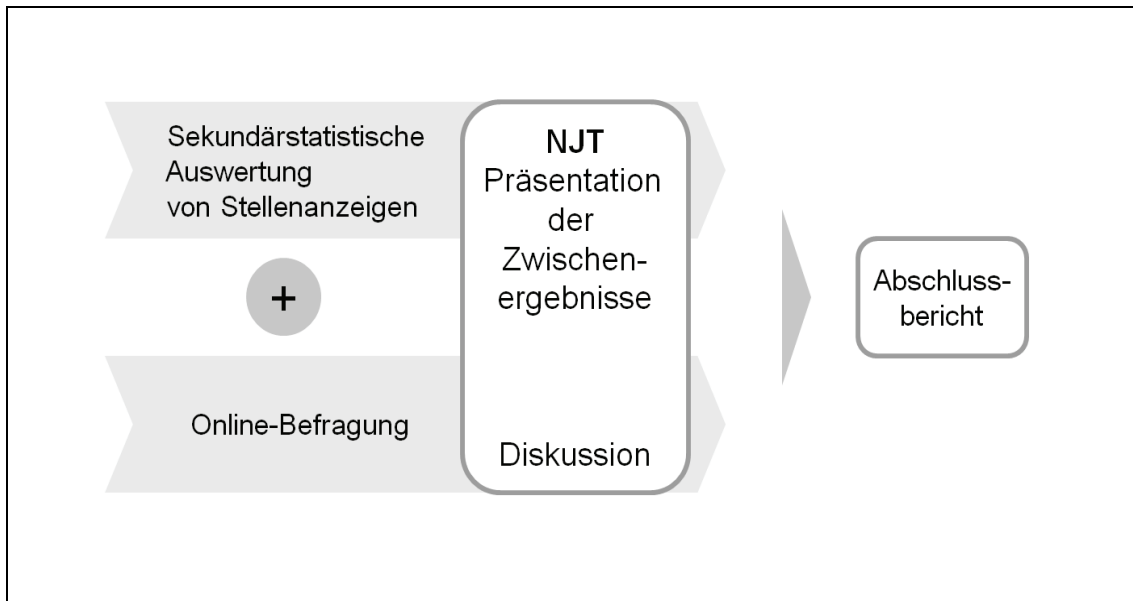 Sekundärstatistische
Auswertung
von Stellenanzeigen
+
Online-Befragung
NJT
Präsentation
der
Zwischen-
ergebnisse
Diskussion
Abschluss-
bericht